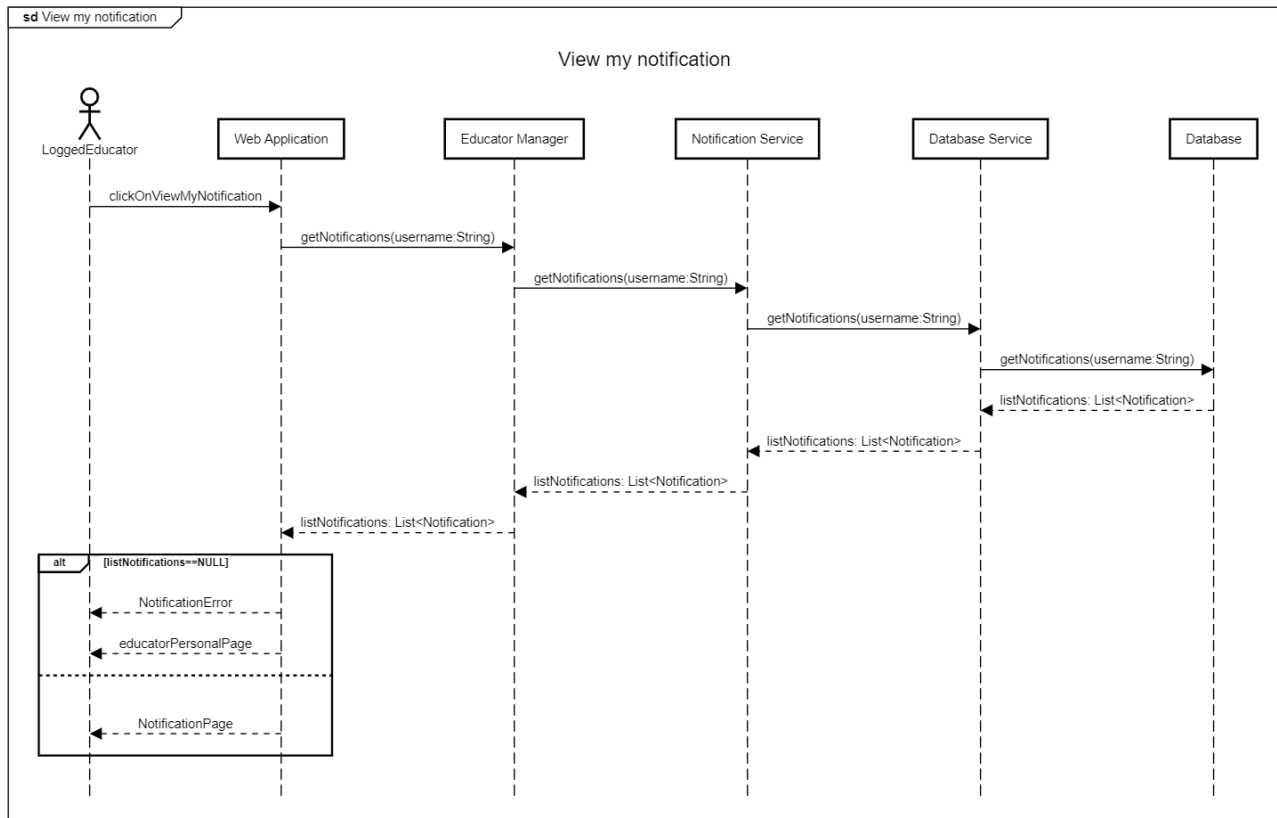 sd View my notification
View my notification
LoggedEducator
Web Application
Educator Manager
Notification Service
Database Service
Database
clickOnViewMyNotification
getNotifications(username:String)
getNotifications(username:String)
getNotifications(username:String)
getNotifications(username:String)
listNotifications: List<Notification>
listNotifications: List<Notification>
listNotifications: List<Notification>
listNotifications: List<Notification>
alt [listNotifications==NULL]
NotificationError
educatorPersonalPage
NotificationPage